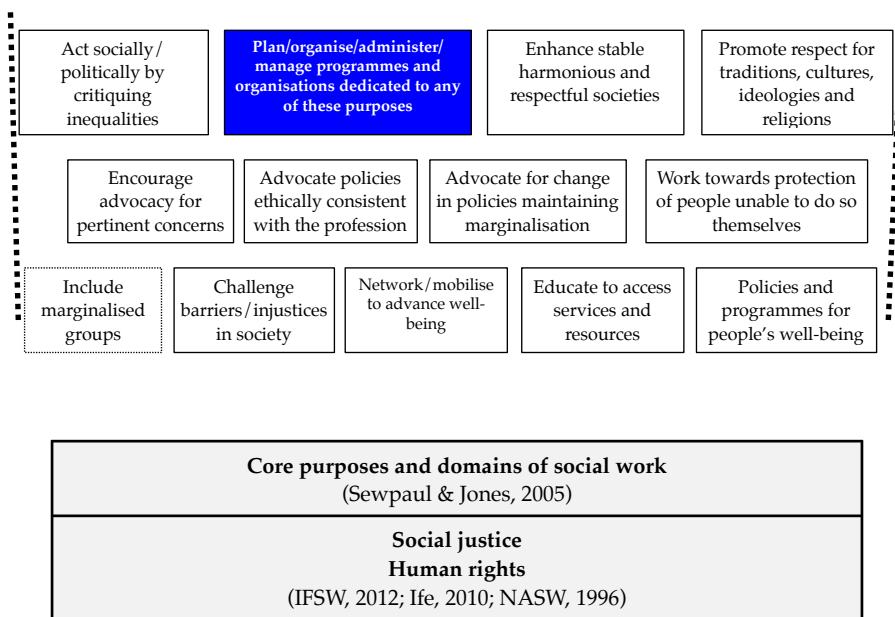 Act socially/
politically by
critiquing
inequalities
Plan/organise/administer/
manage programmes and
organisations dedicated to any
of these purposes
Enhance stable
harmonious and
respectful societies
Promote respect for
traditions, cultures,
ideologies and
religions
Encourage
advocacy for
pertinent concerns
Advocate policies
ethically consistent
with the profession
Advocate for change
in policies maintaining
marginalisation
Work towards protection
of people unable to do so
themselves
Include
marginalised
groups
Challenge
barriers/injustices
in society
Network/mobilise
to advance well-
being
Educate to access
services and
resources
Policies and
programmes for
people's well-being
Core purposes and domains of social work
(Sewpaul & Jones, 2005)
Social justice
Human rights
(IFSW, 2012; Ife, 2010; NASW, 1996)